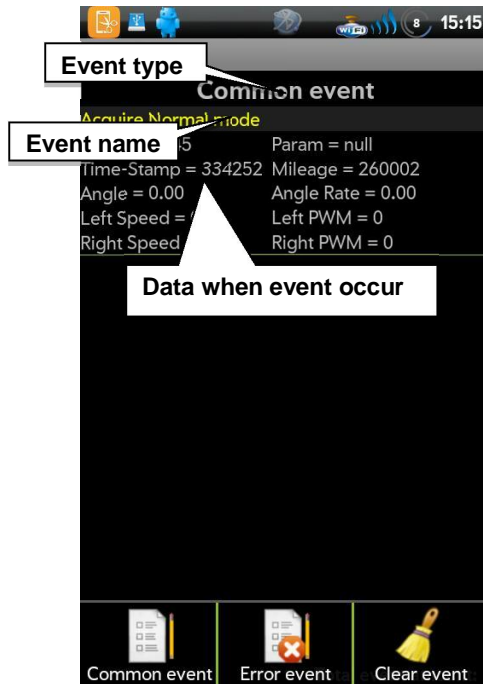 8 15:15
Event type
Common event
Acquire Normal mode
Event name
5 Param = null
Time-Stamp = 334252 Mileage = 260002
Angle = 0.00 Angle Rate = 0.00
Left Speed = Left PWM = 0
Right Speed Right PWM = 0
Data when event occur
Common event Error event Clear event